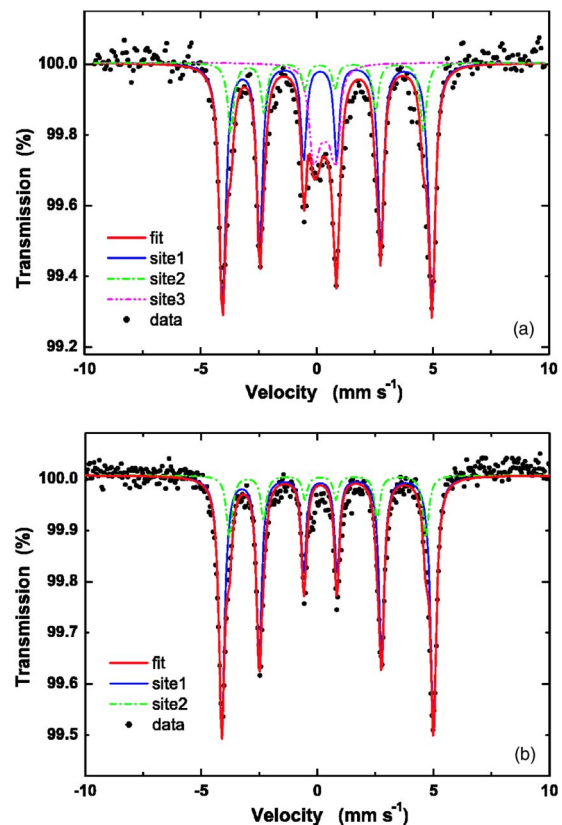 100.0
99.8
99.6
99.4
99.2
Transmission (%)
fit
site1
site2
site3
data
(a)
-10 -5 0 5 10
Velocity (mm s⁻¹)
100.0
99.9
99.8
99.7
99.6
99.5
Transmission (%)
fit
site1
site2
data
(b)
-10 -5 0 5 10
Velocity (mm s⁻¹)